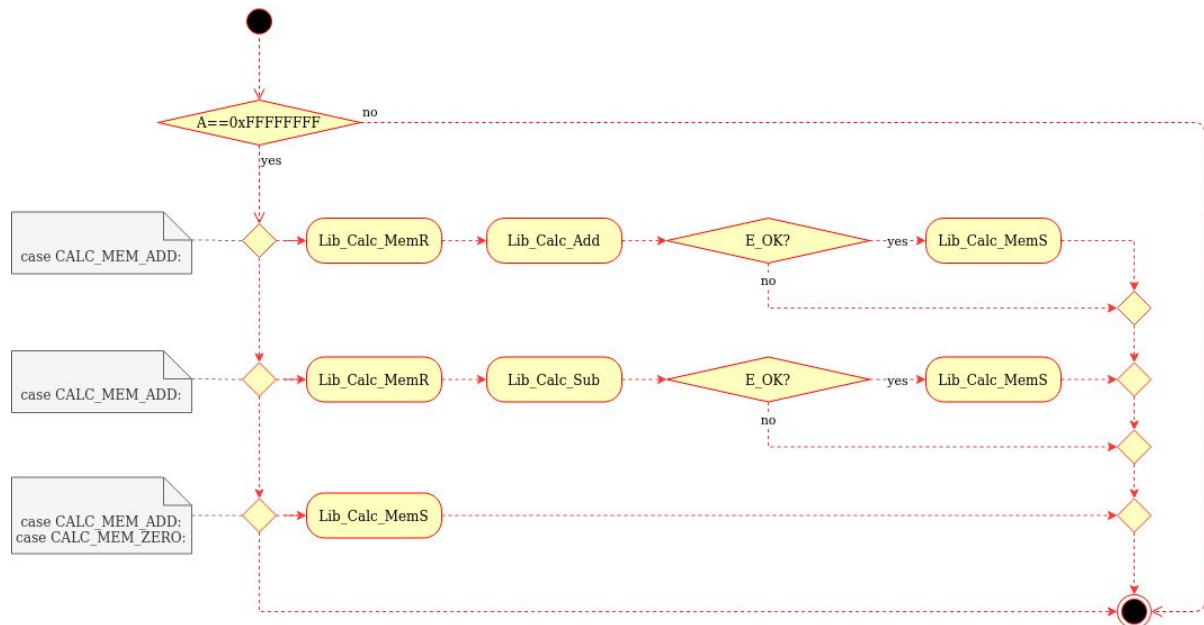 A==0xFFFFFFFF
no
yes
case CALC_MEM_ADD:
Lib_Calc_MemR
Lib_Calc_Add
E_OK?
yes
Lib_Calc_MemS
no
case CALC_MEM_ADD:
Lib_Calc_MemR
Lib_Calc_Sub
E_OK?
yes
Lib_Calc_MemS
no
case CALC_MEM_ADD:
case CALC_MEM_ZERO:
Lib_Calc_MemS